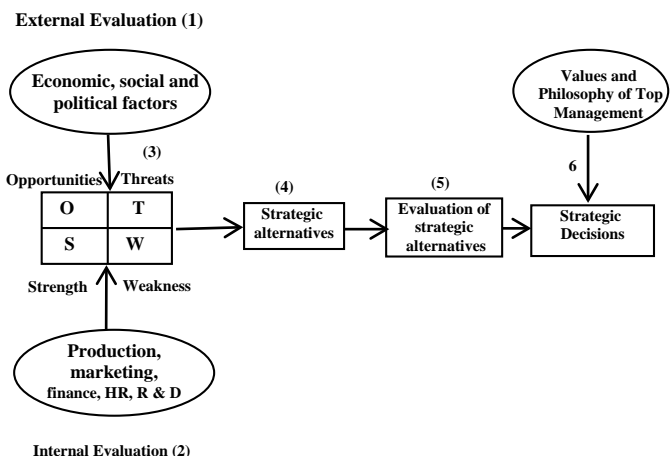 External Evaluation (1)
Economic, social and
political factors
Values and
Philosophy of Top
Management
(3)
6
Opportunities Threats
(4)
(5)
O T
Strategic
alternatives
Evaluation of
strategic
alternatives
Strategic
Decisions
S W
Strength Weakness
Production,
marketing,
finance, HR, R & D
Internal Evaluation (2)